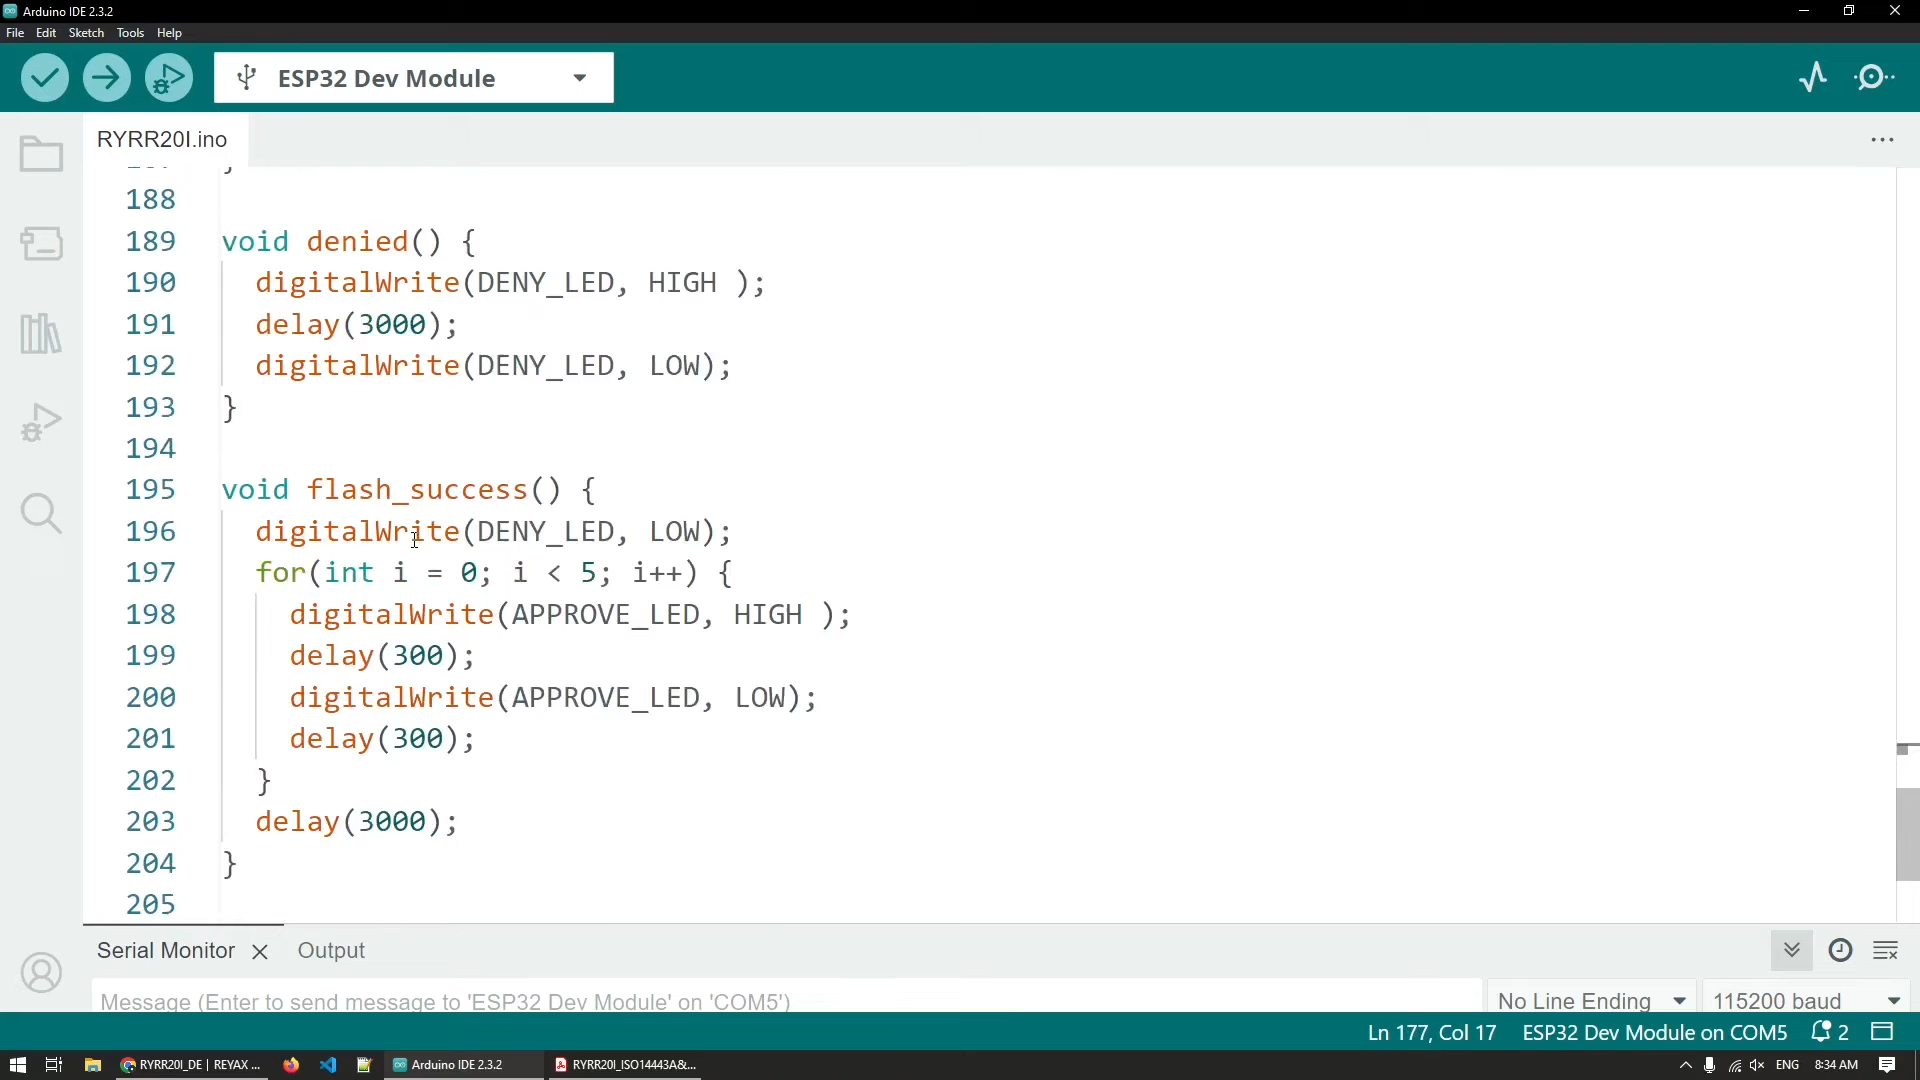 Arduino IDE 2.3.2
File Edit Sketch Tools Help
ESP32 Dev Module
RYRR20I.ino
188
189 void denied() {
190 digitalWrite(DENY_LED, HIGH );
191 delay(3000);
192 digitalWrite(DENY_LED, LOW);
193 }
194
195 void flash_success() {
196 digitalWrite(DENY_LED, LOW);
197 for(int i = 0; i < 5; i++) {
198 digitalWrite(APPROVE_LED, HIGH );
199 delay(300);
200 digitalWrite(APPROVE_LED, LOW);
201 delay(300);
202 }
203 delay(3000);
204 }
205
Serial Monitor Output
Message (Enter to send message to 'ESP32 Dev Module' on 'COM5')
No Line Ending 115200 baud
Ln 177, Col 17 ESP32 Dev Module on COM5 2
RYRR20I_DE | REYAX ... Arduino IDE 2.3.2 RYRR20I_ISO14443A&... ENG 8:34 AM